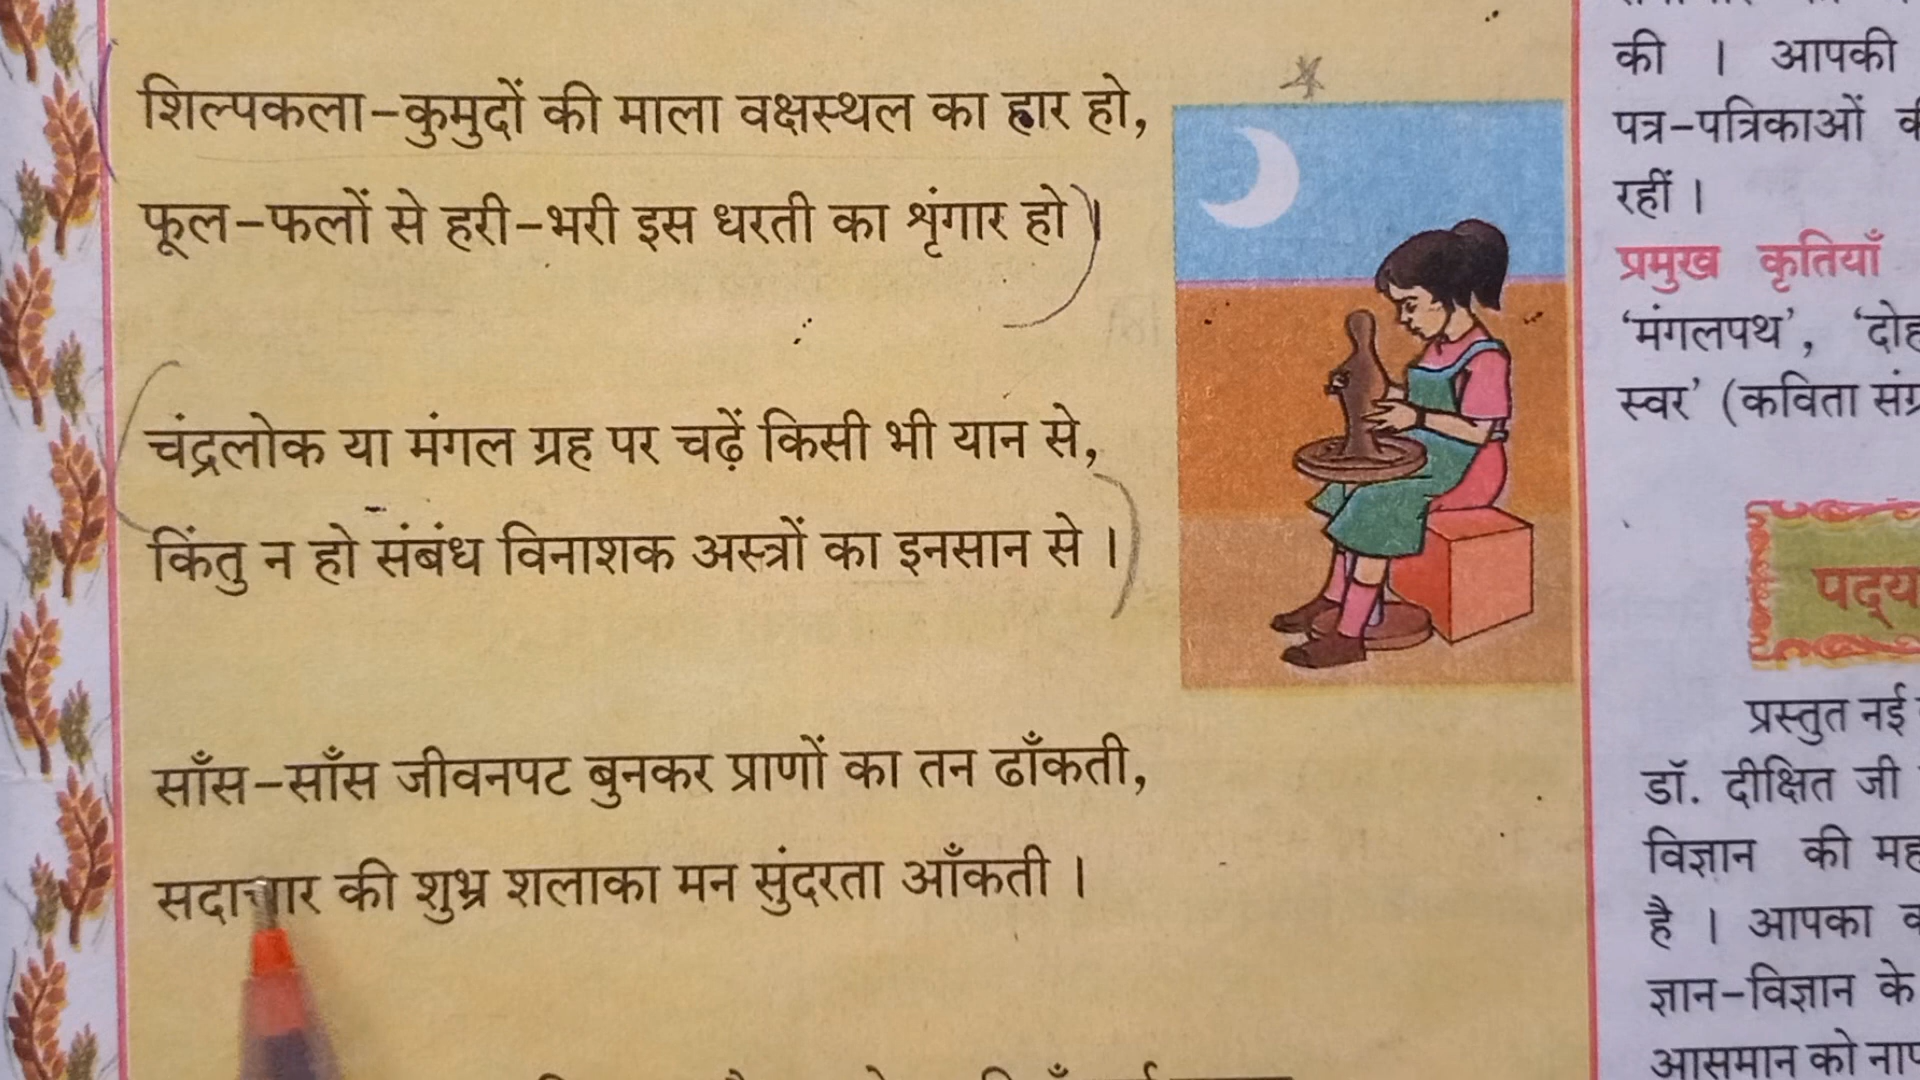 शिल्पकला-कुमुदों की माला वक्षस्थल का हार हो,
फूल-फलों से हरी-भरी इस धरती का शृंगार हो ।
चंद्रलोक या मंगल ग्रह पर चढ़ें किसी भी यान से,
किंतु न हो संबंध विनाशक अस्त्रों का इनसान से ।
साँस-साँस जीवनपट बुनकर प्राणों का तन ढाँकती,
सदाचार की शुभ्र शलाका मन सुंदरता आँकती ।
की । आपकी
पत्र-पत्रिकाओं
रहीं ।
प्रमुख कृतियाँ
‘मंगलपथ’,
स्वर’ (कविता
प्रस्तुत नई
डॉ. दीक्षित जी
विज्ञान की
है । आपका
ज्ञान-विज्ञान के
आसमान को